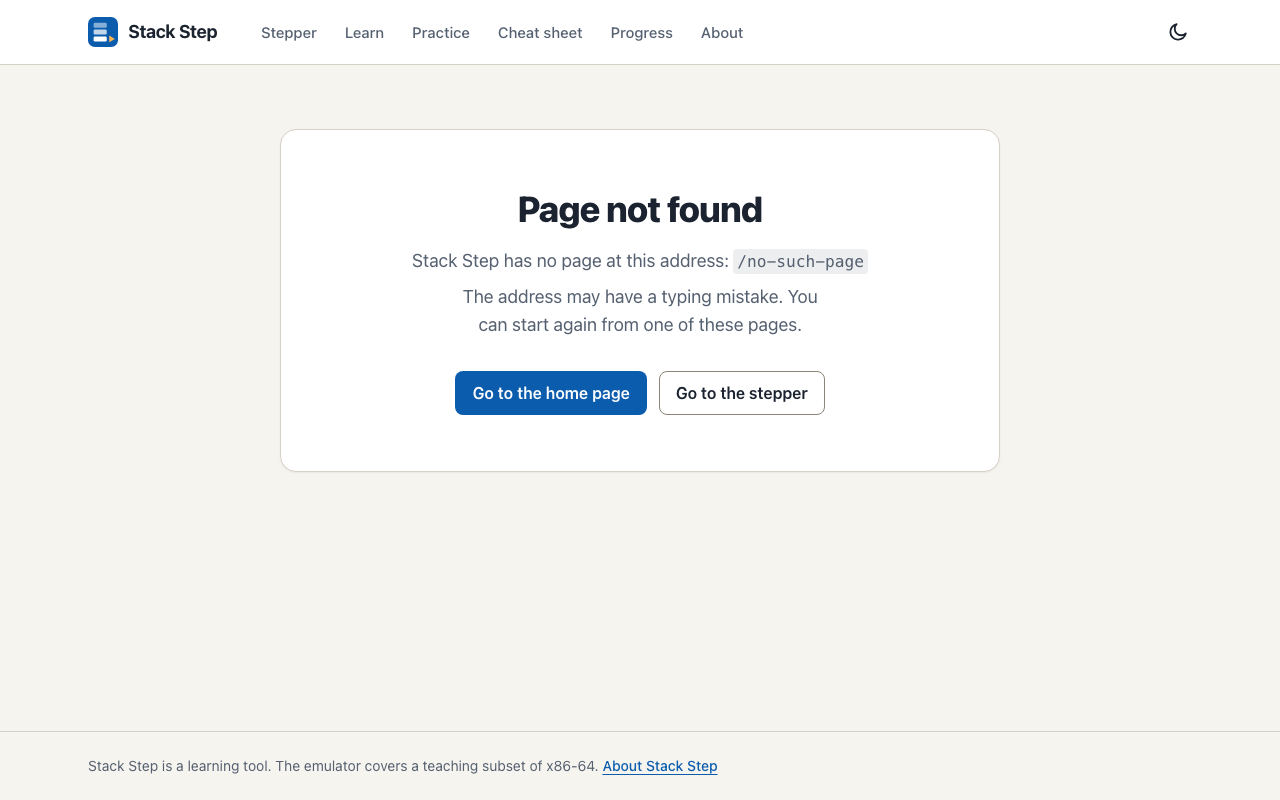 Stack Step
Stepper
Learn
Practice
Cheat sheet
Progress
About
Page not found
Stack Step has no page at this address: /no-such-page
The address may have a typing mistake. You
can start again from one of these pages.
Go to the home page
Go to the stepper
Stack Step is a learning tool. The emulator covers a teaching subset of x86-64. About Stack Step